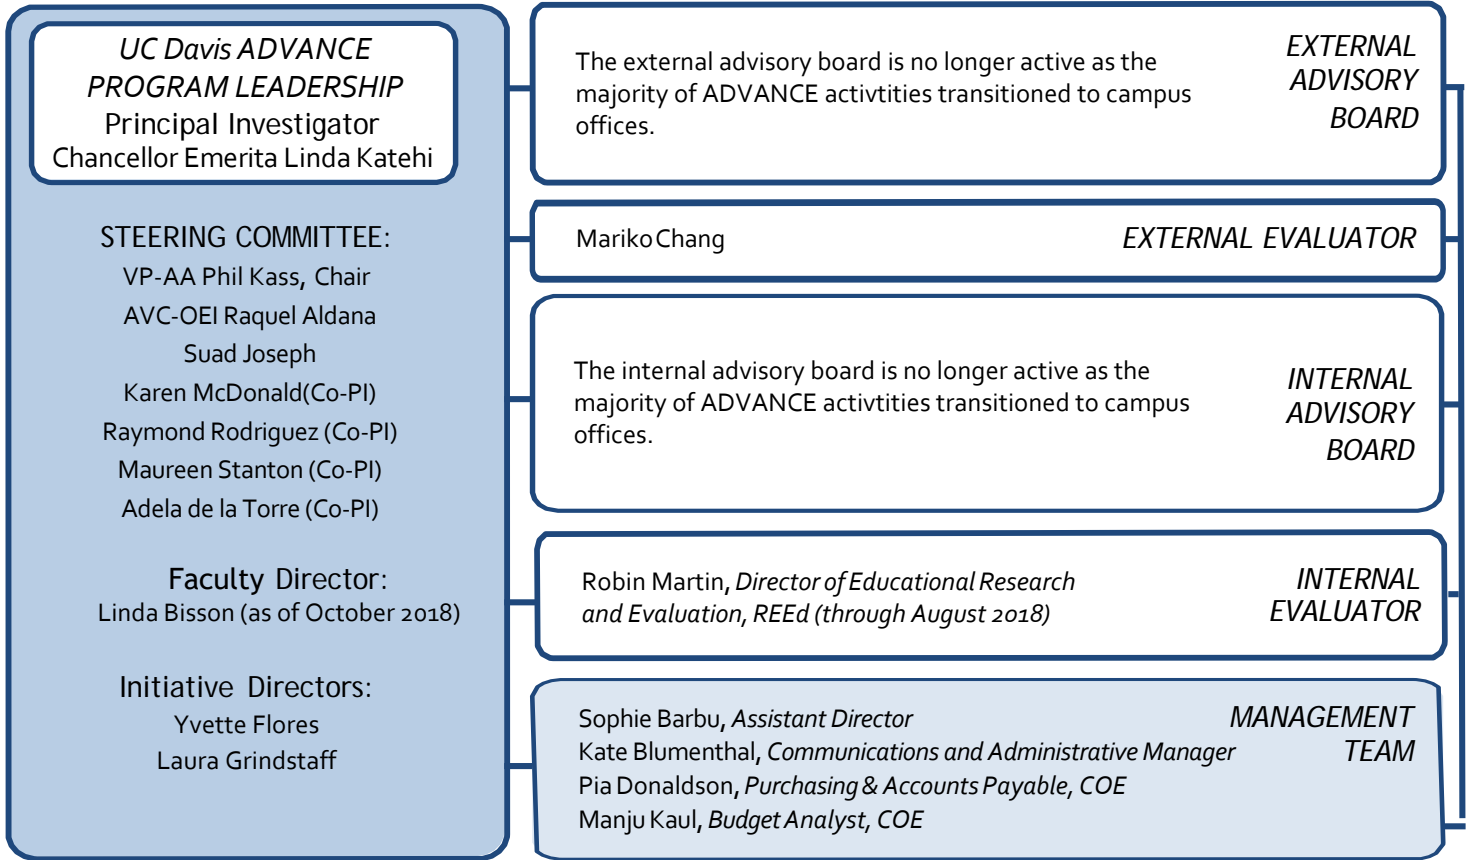 UC Davis ADVANCE
PROGRAM LEADERSHIP
Principal Investigator
Chancellor Emerita Linda Katehi
STEERING COMMITTEE:
VP-AA Phil Kass, Chair
AVC-OEI Raquel Aldana
Suad Joseph
Karen McDonald(Co-PI)
Raymond Rodriguez (Co-PI)
Maureen Stanton (Co-PI)
Adela de la Torre (Co-PI)
Faculty Director:
Linda Bisson (as of October 2018)
Initiative Directors:
Yvette Flores
Laura Grindstaff
The external advisory board is no longer active as the
majority of ADVANCE activtities transitioned to campus
offices.
EXTERNAL
ADVISORY
BOARD
Mariko Chang
EXTERNAL EVALUATOR
The internal advisory board is no longer active as the
majority of ADVANCE activtities transitioned to campus
offices.
INTERNAL
ADVISORY
BOARD
Robin Martin, Director of Educational Research
and Evaluation, REEd (through August 2018)
INTERNAL
EVALUATOR
Sophie Barbu, Assistant Director
Kate Blumenthal, Communications and Administrative Manager
Pia Donaldson, Purchasing & Accounts Payable, COE
Manju Kaul, Budget Analyst, COE
MANAGEMENT
TEAM